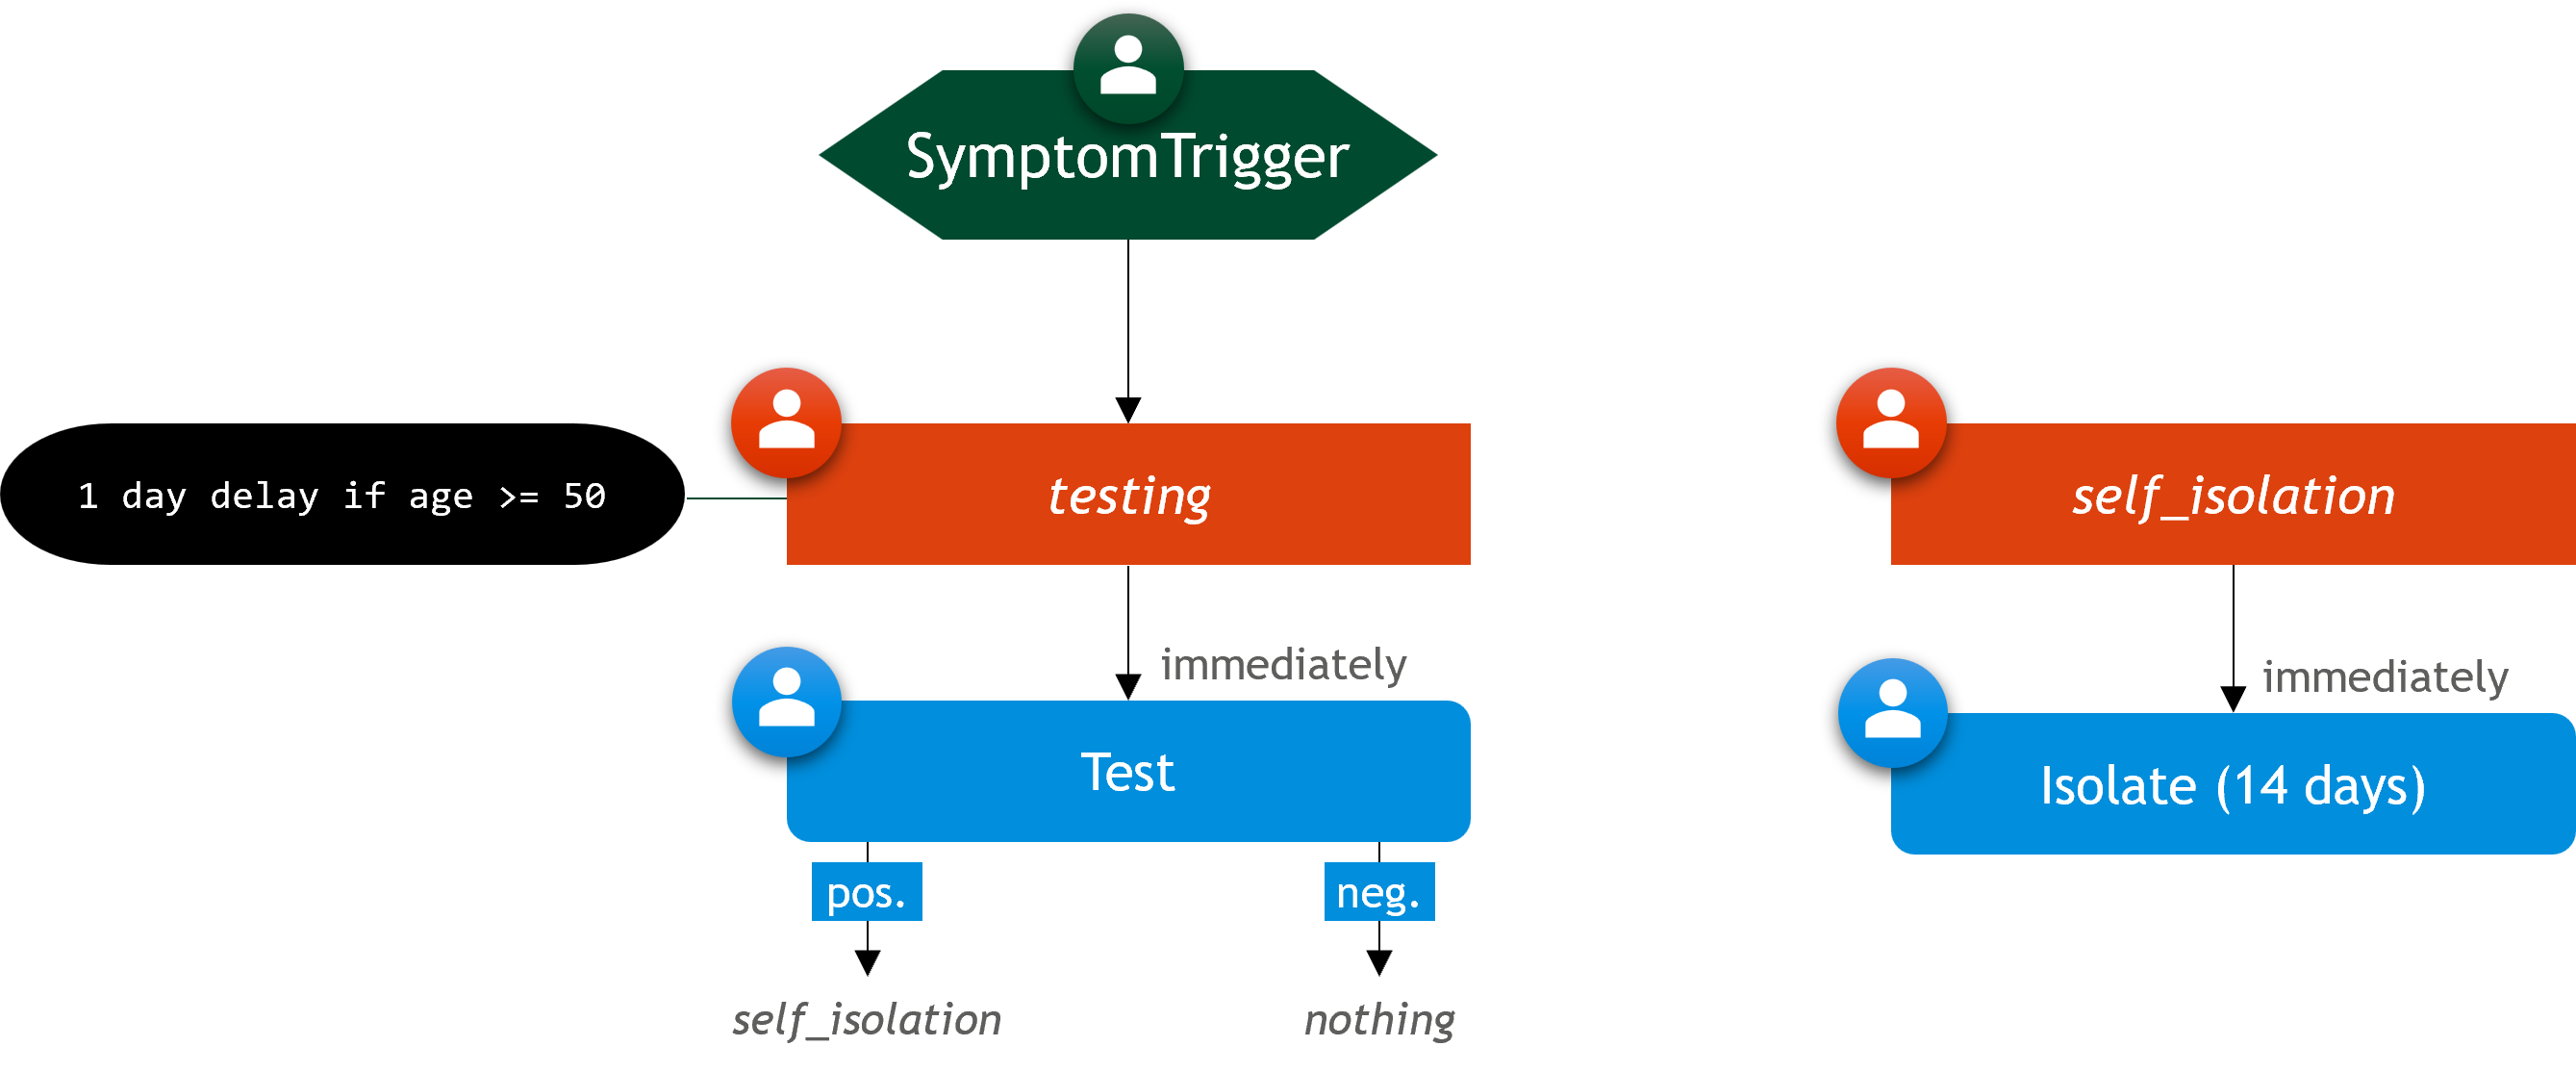 SymptomTrigger
1 day delay if age >= 50
testing
self_isolation
immediately
immediately
Test
Isolate (14 days)
pos.
neg.
self_isolation
nothing